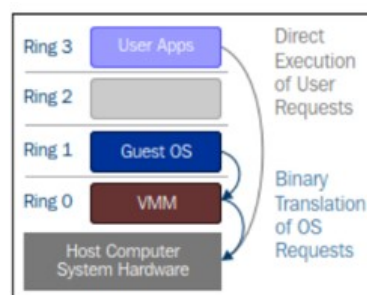 Ring 3
User Apps
Direct
Execution
of User
Requests
Ring 2
Ring 1
Guest OS
Binary
Translation
of OS
Requests
Ring 0
VMM
Host Computer
System Hardware